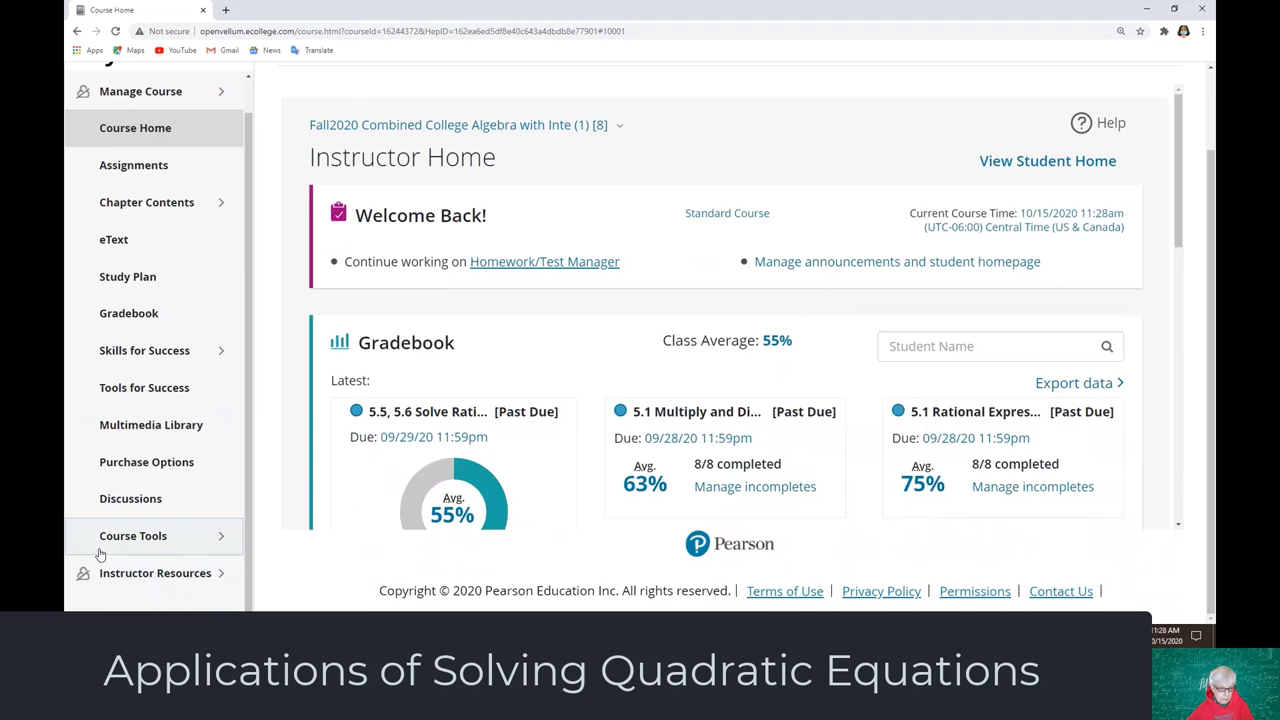 Course Home
Not secure | openvellum.ecollege.com/course.html?courseId=16244372&HepID=162ea6ed5df8e40c643a4dbdb8e77901#10001
Apps Maps YouTube Gmail News Translate
Manage Course
Course Home
Assignments
Chapter Contents
eText
Study Plan
Gradebook
Skills for Success
Tools for Success
Multimedia Library
Purchase Options
Discussions
Course Tools
Instructor Resources
Fall2020 Combined College Algebra with Inte (1) [8]
Help
Instructor Home
View Student Home
Welcome Back!
Standard Course
Current Course Time: 10/15/2020 11:28am
(UTC-06:00) Central Time (US & Canada)
Continue working on Homework/Test Manager
Manage announcements and student homepage
Gradebook
Class Average: 55%
Student Name
Latest:
Export data
5.5, 5.6 Solve Rati... [Past Due]
Due: 09/29/20 11:59pm
Avg.
55%
5.1 Multiply and Di... [Past Due]
Due: 09/28/20 11:59pm
Avg.
63%
8/8 completed
Manage incompletes
5.1 Rational Expres... [Past Due]
Due: 09/28/20 11:59pm
Avg.
75%
8/8 completed
Manage incompletes
Pearson
Copyright © 2020 Pearson Education Inc. All rights reserved. | Terms of Use | Privacy Policy | Permissions | Contact Us |
11:28 AM
0/15/2020
Applications of Solving Quadratic Equations